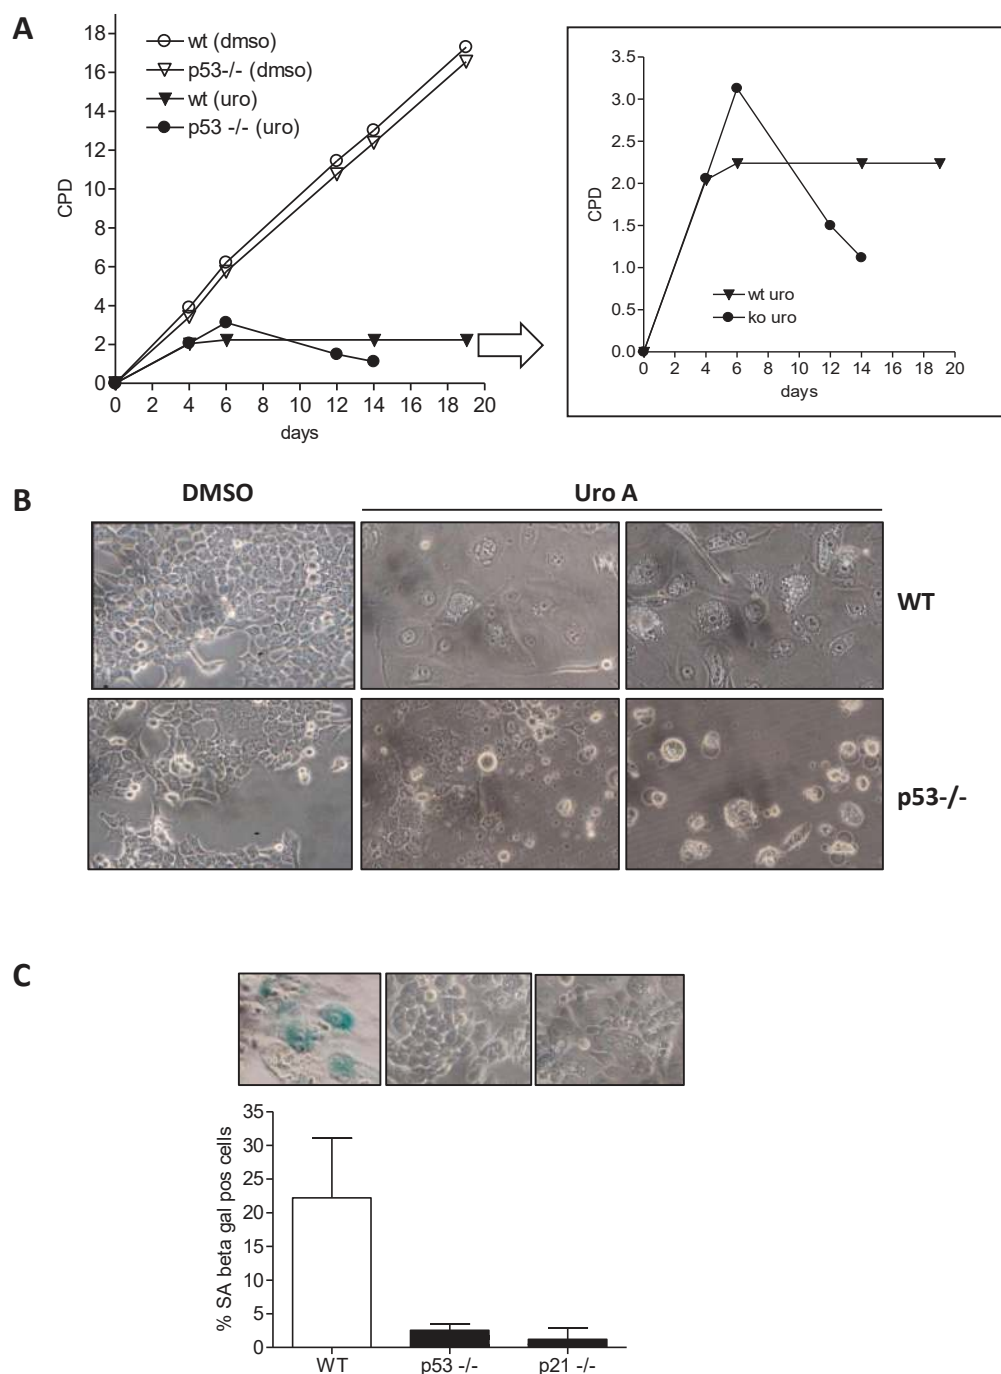 A
CPD
18
16
14
12
10
8
6
4
2
0
wt (dmso)
p53-/- (dmso)
wt (uro)
p53 -/- (uro)
0 2 4 6 8 10 12 14 16 18 20
days
CPD
3.5
3.0
2.5
2.0
1.5
1.0
0.5
0.0
wt uro
ko uro
0 2 4 6 8 10 12 14 16 18 20
days
B
DMSO
Uro A
WT
p53-/-
C
% SA beta gal pos cells
35
30
25
20
15
10
5
0
WT p53 -/- p21 -/-